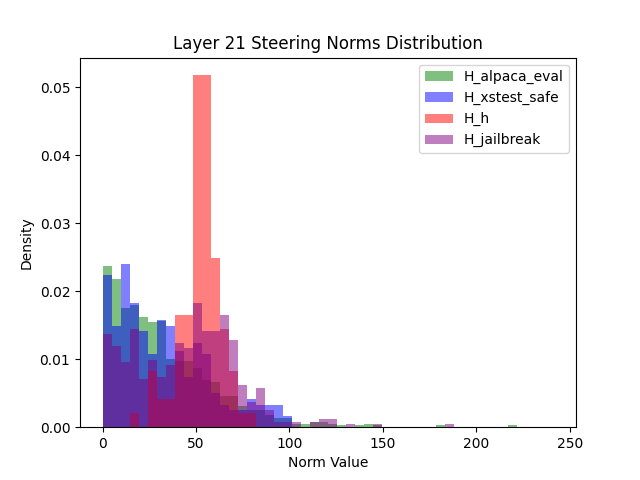 Layer 21 Steering Norms Distribution
H_alpaca_eval
H_xstest_safe
H_h
H_jailbreak
Density
0.05
0.04
0.03
0.02
0.01
0.00
0
50
100
150
200
250
Norm Value